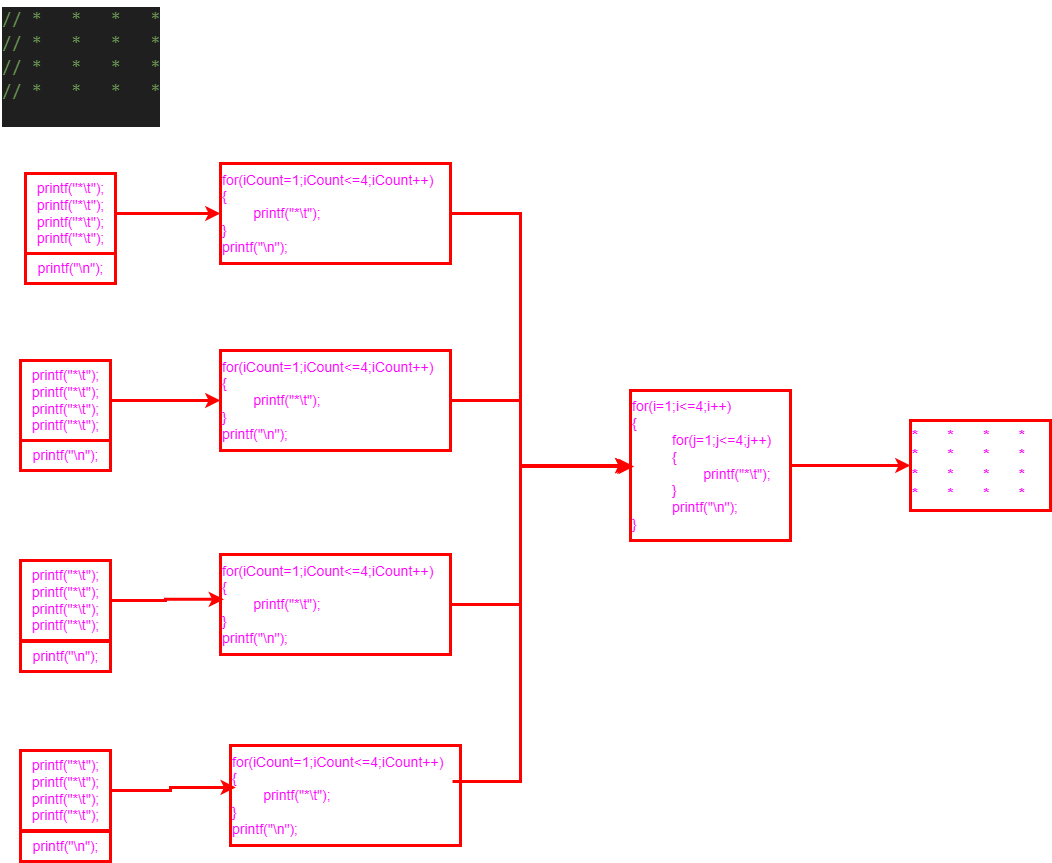 // * * * *
// * * * *
// * * * *
// * * * *
printf("*\t");
printf("*\t");
printf("*\t");
printf("*\t");
printf("\n");
for(iCount=1;iCount<=4;iCount++)
{
printf("*\t");
}
printf("\n");
printf("*\t");
printf("*\t");
printf("*\t");
printf("*\t");
printf("\n");
for(iCount=1;iCount<=4;iCount++)
{
printf("*\t");
}
printf("\n");
printf("*\t");
printf("*\t");
printf("*\t");
printf("*\t");
printf("\n");
for(iCount=1;iCount<=4;iCount++)
{
printf("*\t");
}
printf("\n");
printf("*\t");
printf("*\t");
printf("*\t");
printf("*\t");
printf("\n");
for(iCount=1;iCount<=4;iCount++)
{
printf("*\t");
}
printf("\n");
for(i=1;i<=4;i++)
{
for(j=1;j<=4;j++)
{
printf("*\t");
}
printf("\n");
}
* * * *
* * * *
* * * *
* * * *